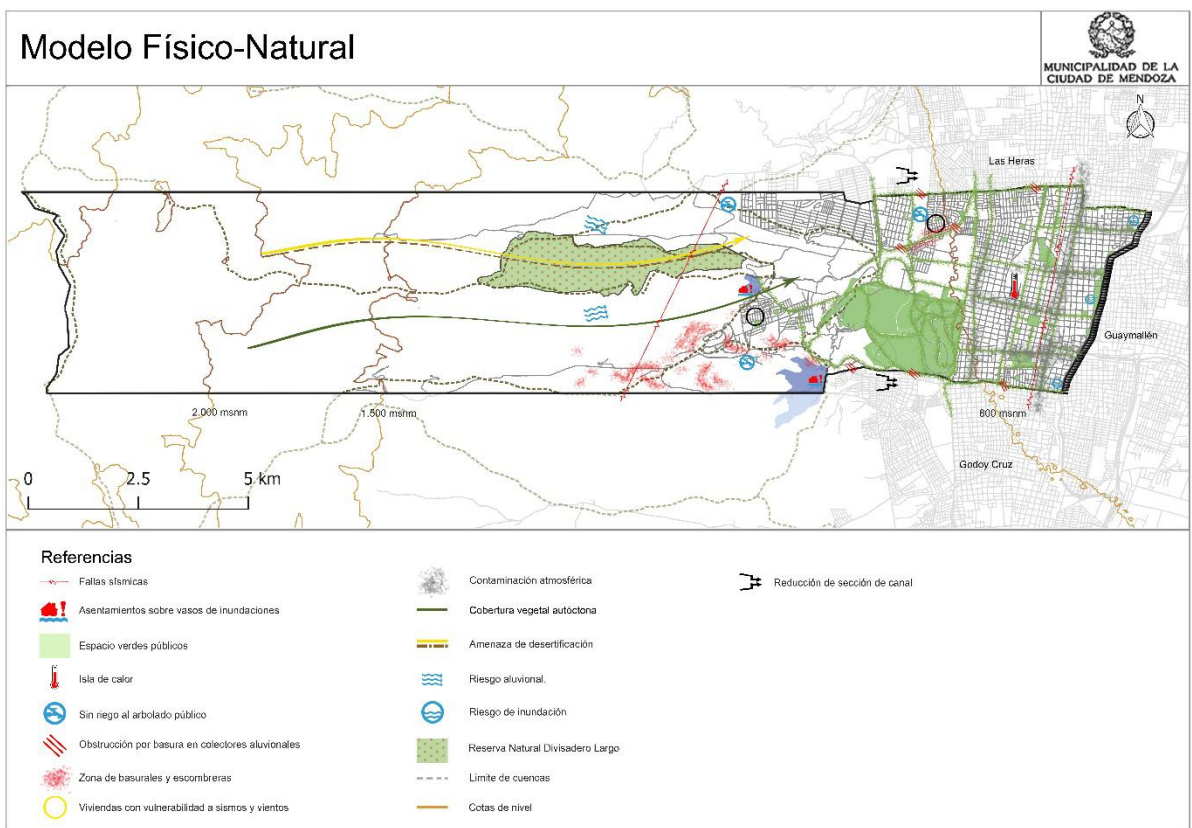 Modelo Físico-Natural
MUNICIPALIDAD DE LA
CIUDAD DE MENDOZA
N
Las Heras
Guaymallén
2.000 msnm
1.500 msnm
800 msnm
Godoy Cruz
0 2.5 5 km
Referencias
Fallas sísmicas
Asentamientos sobre vasos de inundaciones
Espacio verdes públicos
Isla de calor
Sin riego al arbolado público
Obstrucción por basura en colectores aluvionales
Zona de basurales y escombreras
Viviendas con vulnerabilidad a sismos y vientos
Contaminación atmosférica
Cobertura vegetal autóctona
Amenaza de desertificación
Riesgo aluvional.
Riesgo de inundación
Reserva Natural Divisadero Largo
Limite de cuencas
Cotas de nivel
Reducción de sección de canal